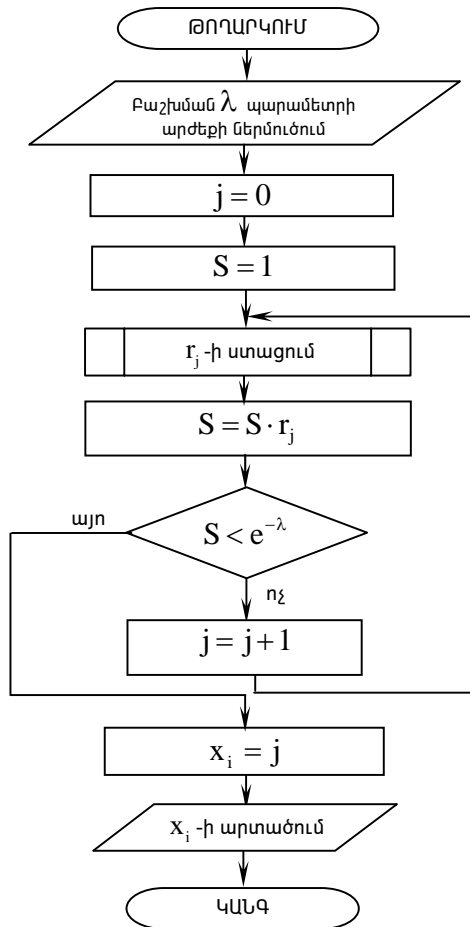 ԹՈՂԱՐԿՈՒՄ
Բաշխման λ պարամետրի
արժեքի ներմուծում
j = 0
S = 1
r_j -ի ստացում
S = S · r_j
այո
S < e^{-λ}
ոչ
j = j + 1
x_i = j
x_i -ի արտածում
ԿԱՆԳ